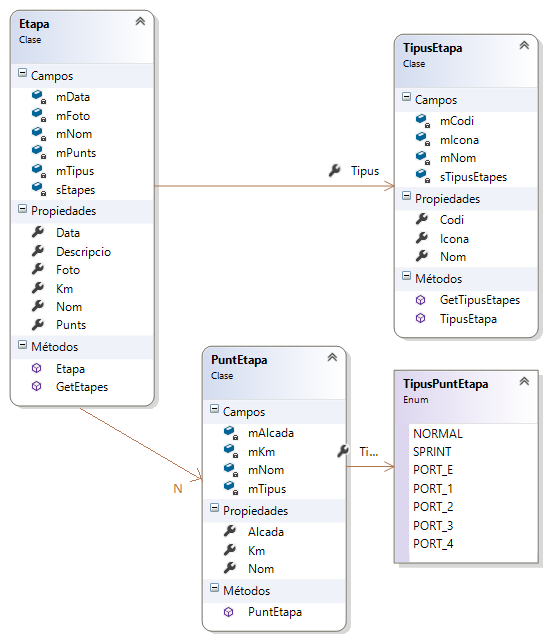 Etapa
Clase
Campos
mData
mFoto
mNom
mPunts
mTipus
sEtapes
Propiedades
Data
Descripcio
Foto
Km
Nom
Punts
Métodos
Etapa
GetEtapes
Tipus
TipusEtapa
Clase
Campos
mCodi
mIcona
mNom
sTipusEtapes
Propiedades
Codi
Icona
Nom
Métodos
GetTipusEtapes
TipusEtapa
N
PuntEtapa
Clase
Campos
mAlcada
mKm
mNom
mTipus
Propiedades
Alcada
Km
Nom
Métodos
PuntEtapa
Ti...
TipusPuntEtapa
Enum
NORMAL
SPRINT
PORT_E
PORT_1
PORT_2
PORT_3
PORT_4